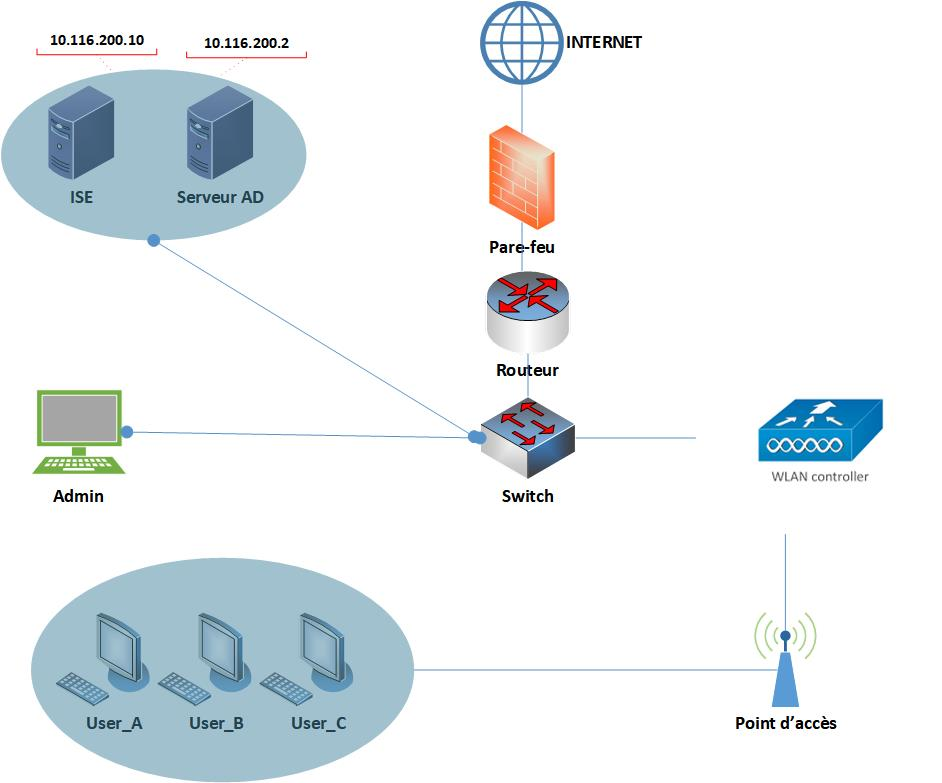 10.116.200.10
10.116.200.2
INTERNET
ISE
Serveur AD
Pare-feu
Routeur
Admin
Switch
WLAN controller
User_A
User_B
User_C
Point d’accès